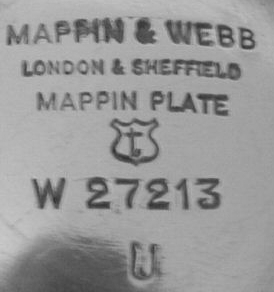 MAPPIN & WEBB
LONDON & SHEFFIELD
MAPPIN PLATE
t
W 27213
U